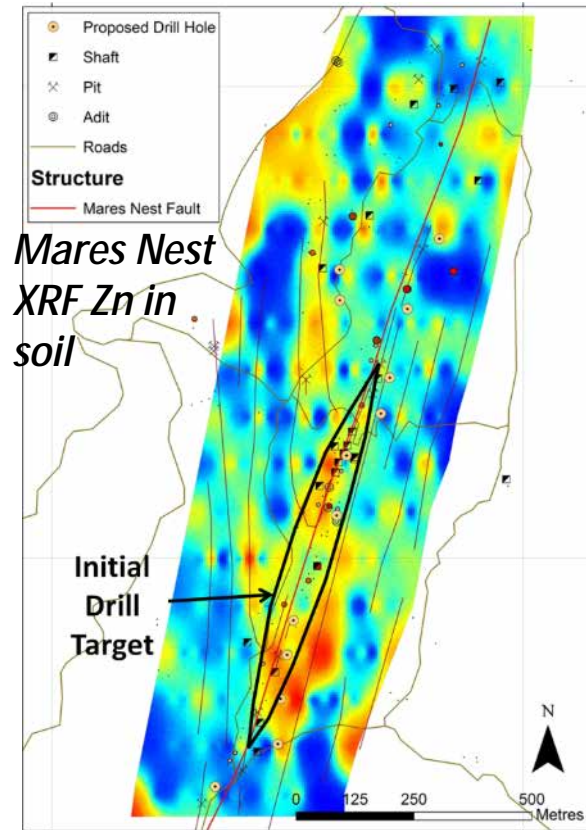 Proposed Drill Hole
Shaft
Pit
Adit
Roads
Structure
Mares Nest Fault
Mares Nest
XRF Zn in
soil
Initial
Drill
Target
N
0 125 250 500
Metres